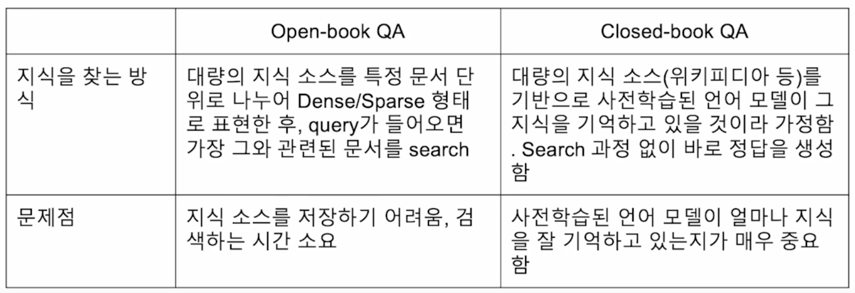 Open-book QA
Closed-book QA
지식을 찾는 방
식
대량의 지식 소스를 특정 문서 단
위로 나누어 Dense/Sparse 형태
로 표현한 후, query가 들어오면
가장 그와 관련된 문서를 search
대량의 지식 소스(위키피디아 등)를
기반으로 사전학습된 언어 모델이 그
지식을 기억하고 있을 것이라 가정함
. Search 과정 없이 바로 정답을 생성
함
문제점
지식 소스를 저장하기 어려움, 검
색하는 시간 소요
사전학습된 언어 모델이 얼마나 지식
을 잘 기억하고 있는지가 매우 중요
함